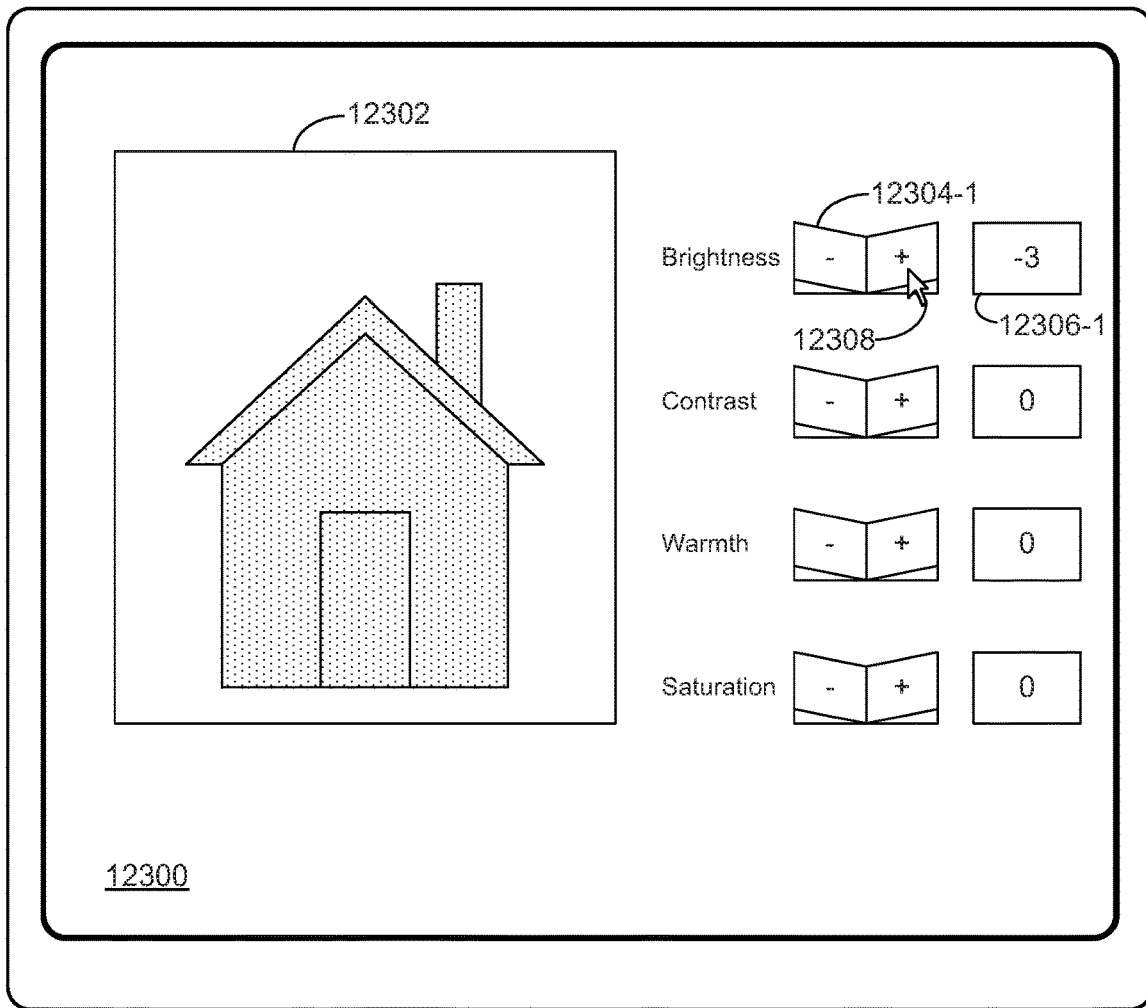 12302
12304-1
Brightness - + -3
12308
12306-1
Contrast - + 0
Warmth - + 0
Saturation - + 0
12300